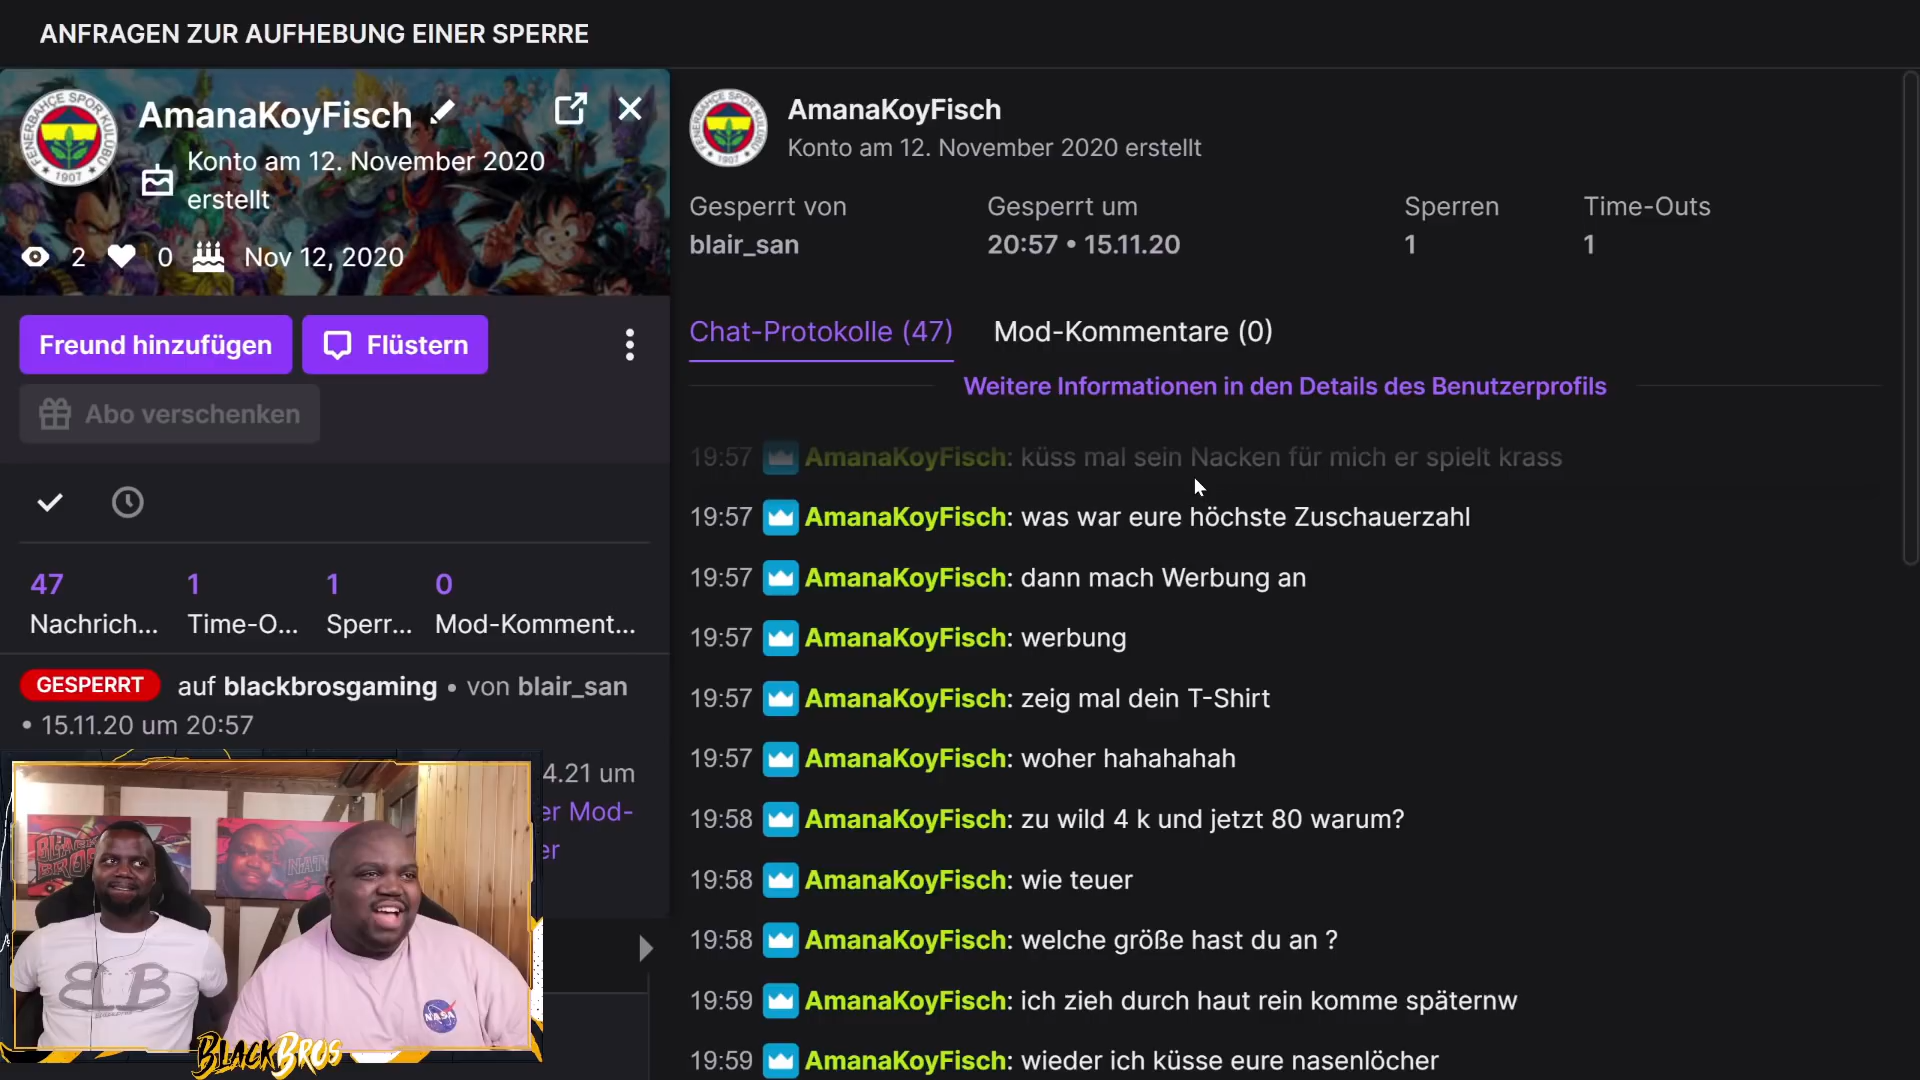 ANFRAGEN ZUR AUFHEBUNG EINER SPERRE
AmanaKoyFisch
Konto am 12. November 2020
erstellt
2 0 Nov 12, 2020
Freund hinzufügen
Flüstern
Abo verschenken
47 1 1 0
Nachrich... Time-O... Sperr... Mod-Komment...
GESPERRT auf blackbrosgaming • von blair_san
• 15.11.20 um 20:57
4.21 um
er Mod-
er
FENERBAHÇE SPOR KULÜBÜ
1907
BB
NASA
BLACKBROS
AmanaKoyFisch
Konto am 12. November 2020 erstellt
Gesperrt von Gesperrt um Sperren Time-Outs
blair_san 20:57 • 15.11.20 1 1
Chat-Protokolle (47) Mod-Kommentare (0)
Weitere Informationen in den Details des Benutzerprofils
19:57 AmanaKoyFisch: küss mal sein Nacken für mich er spielt krass
19:57 AmanaKoyFisch: was war eure höchste Zuschauerzahl
19:57 AmanaKoyFisch: dann mach Werbung an
19:57 AmanaKoyFisch: werbung
19:57 AmanaKoyFisch: zeig mal dein T-Shirt
19:57 AmanaKoyFisch: woher hahahahah
19:58 AmanaKoyFisch: zu wild 4 k und jetzt 80 warum?
19:58 AmanaKoyFisch: wie teuer
19:58 AmanaKoyFisch: welche größe hast du an ?
19:59 AmanaKoyFisch: ich zieh durch haut rein komme späternw
19:59 AmanaKoyFisch: wieder ich küsse eure nasenlöcher